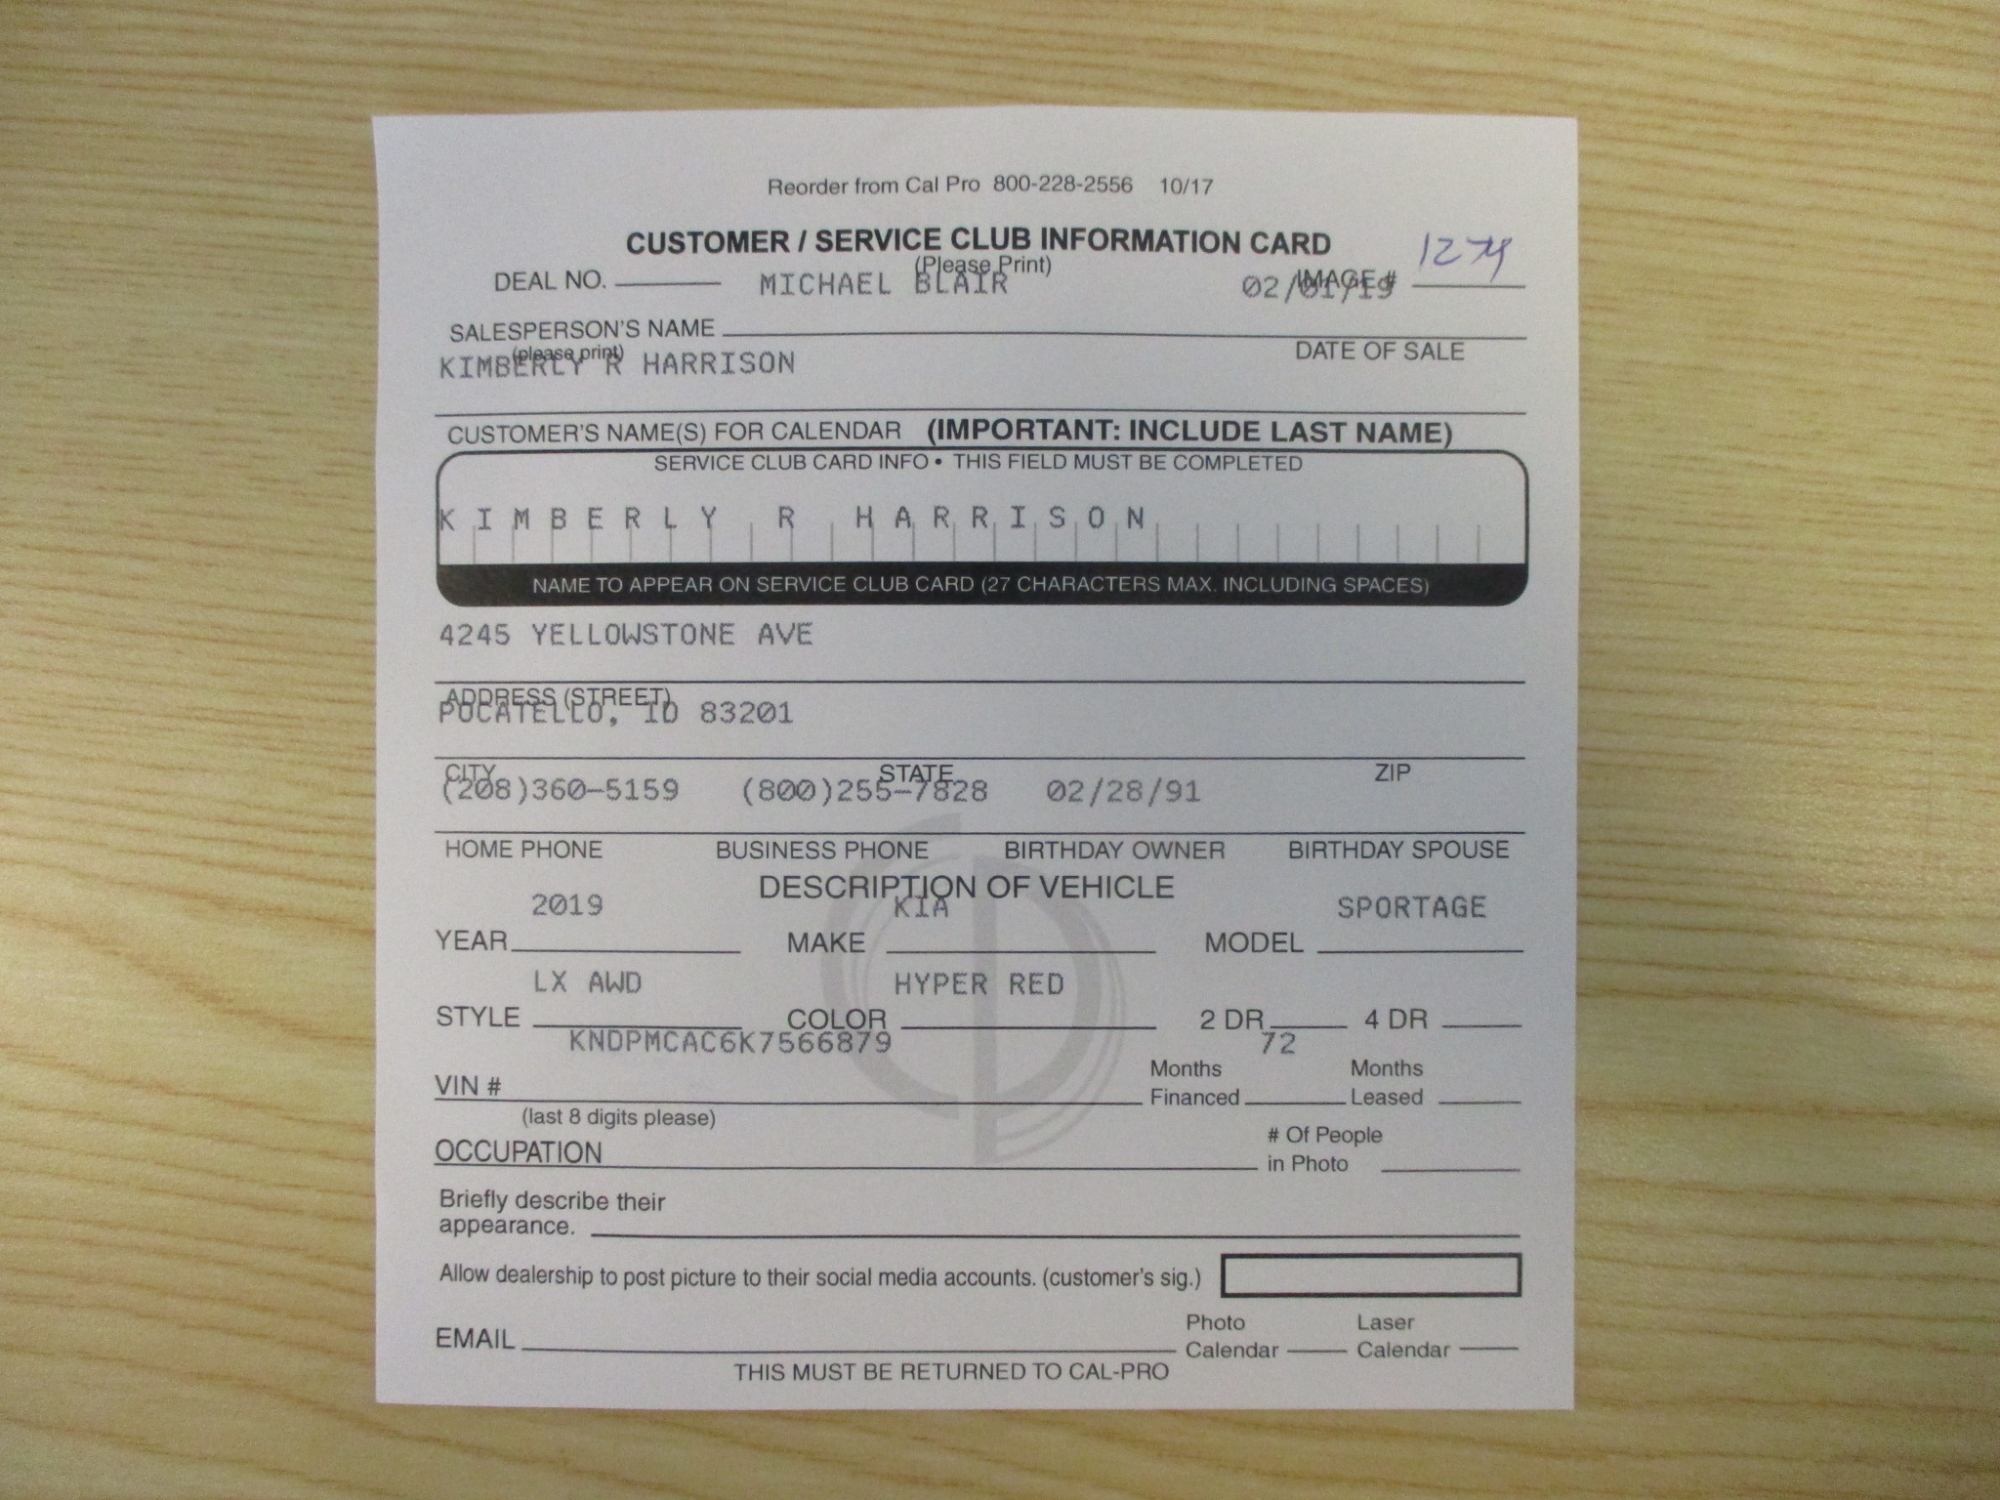 Reorder from Cal Pro 800-228-2556 10/17
CUSTOMER / SERVICE CLUB INFORMATION CARD
(Please Print)
DEAL NO. MICHAEL BLAIR 02/01/19 IMAGE #
SALESPERSON'S NAME
(please print)
DATE OF SALE
KIMBERLY R HARRISON
CUSTOMER'S NAME(S) FOR CALENDAR (IMPORTANT: INCLUDE LAST NAME)
SERVICE CLUB CARD INFO • THIS FIELD MUST BE COMPLETED
KIMBERLY R HARRISON
NAME TO APPEAR ON SERVICE CLUB CARD (27 CHARACTERS MAX. INCLUDING SPACES)
4245 YELLOWSTONE AVE
ADDRESS (STREET)
POCATELLO, ID 83201
CITY STATE ZIP
(208)360-5159 (800)255-7828 02/28/91
HOME PHONE BUSINESS PHONE BIRTHDAY OWNER BIRTHDAY SPOUSE
DESCRIPTION OF VEHICLE
2019 KIA SPORTAGE
YEAR MAKE MODEL
LX AWD HYPER RED
STYLE COLOR 2 DR. 4 DR
KNDPMCAC6K7566879 72
VIN # Months Financed Months Leased
(last 8 digits please)
OCCUPATION # Of People in Photo
Briefly describe their
appearance.
Allow dealership to post picture to their social media accounts. (customer's sig.)
EMAIL Photo Calendar Laser Calendar
THIS MUST BE RETURNED TO CAL-PRO